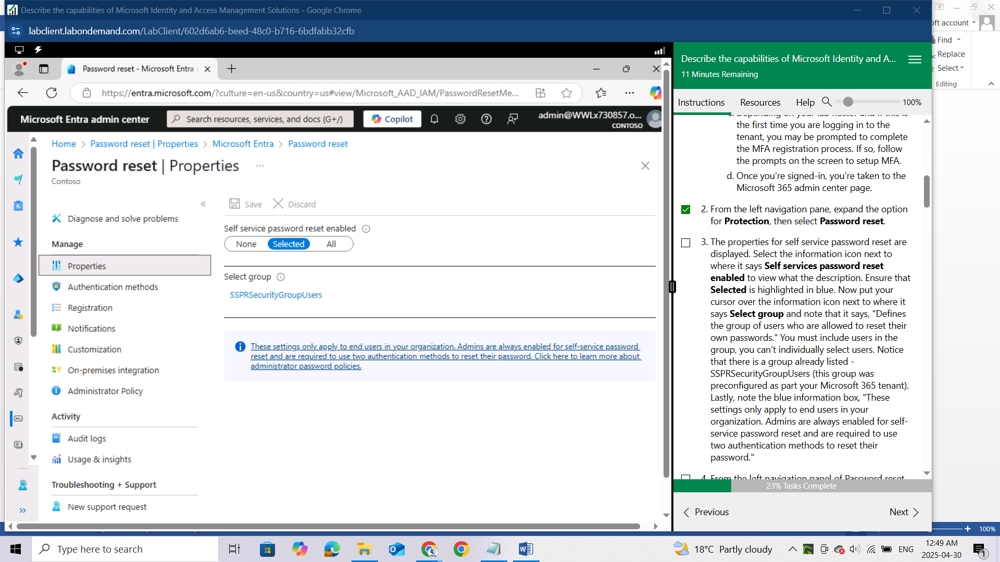 Describe the capabilities of Microsoft Identity and Access Management Solutions - Google Chrome
labclient.labondemand.com/LabClient/602d6ab6-beed-48c0-b716-6bdfabb32cfb
Password reset - Microsoft Entra a
https://entra.microsoft.com/?culture=en-us&country=us#view/Microsoft_AAD_IAM/PasswordResetMe...
Microsoft Entra admin center
Search resources, services, and docs (G+/)
Copilot
admin@WWLx730857.o...
CONTOSO
Home > Password reset | Properties > Microsoft Entra > Password reset
Password reset | Properties ...
Contoso
Diagnose and solve problems
Manage
Properties
Authentication methods
Registration
Notifications
Customization
On-premises integration
Administrator Policy
Activity
Audit logs
Usage & insights
Troubleshooting + Support
New support request
Save Discard
Self service password reset enabled
None Selected All
Select group
SSPRSecurityGroupUsers
These settings only apply to end users in your organization. Admins are always enabled for self-service password
reset and are required to use two authentication methods to reset their password. Click here to learn more about
administrator password policies.
Describe the capabilities of Microsoft Identity and A...
11 Minutes Remaining
Instructions Resources Help 100%
c. Depending on your lab hoster and if this is
the first time you are logging in to the
tenant, you may be prompted to complete
the MFA registration process. If so, follow
the prompts on the screen to setup MFA.
d. Once you're signed-in, you're taken to the
Microsoft 365 admin center page.
2. From the left navigation pane, expand the option
for Protection, then select Password reset.
3. The properties for self service password reset are
displayed. Select the information icon next to
where it says Self services password reset
enabled to view what the description. Ensure that
Selected is highlighted in blue. Now put your
cursor over the information icon next to where it
says Select group and note that it says, "Defines
the group of users who are allowed to reset their
own passwords." You must include users in the
group, you can’t individually select users. Notice
that there is a group already listed -
SSPRSecurityGroupUsers (this group was
preconfigured as part your Microsoft 365 tenant).
Lastly, note the blue information box, "These
settings only apply to end users in your
organization. Admins are always enabled for self-
service password reset and are required to use
two authentication methods to reset their
password."
4. From the left navigation panel of Password reset
23% Tasks Complete
Previous
Next
oft account
Find
Replace
Select
Editing
100%
Type here to search
18°C Partly cloudy
ENG
12:49 AM
2025-04-30
1